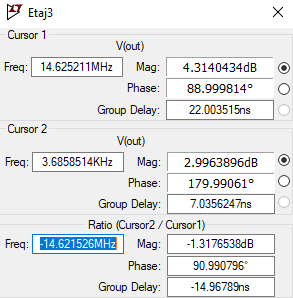 Etaj3
Cursor 1
V(out)
Freq: 14.625211MHz Mag: 4.3140434dB
Phase: 88.999814°
Group Delay: 22.003515ns
Cursor 2
V(out)
Freq: 3.6858514KHz Mag: 2.9963896dB
Phase: 179.99061°
Group Delay: 7.0356247ns
Ratio (Cursor2 / Cursor1)
Freq: -14.621526MHz Mag: -1.3176538dB
Phase: 90.990796°
Group Delay: -14.96789ns